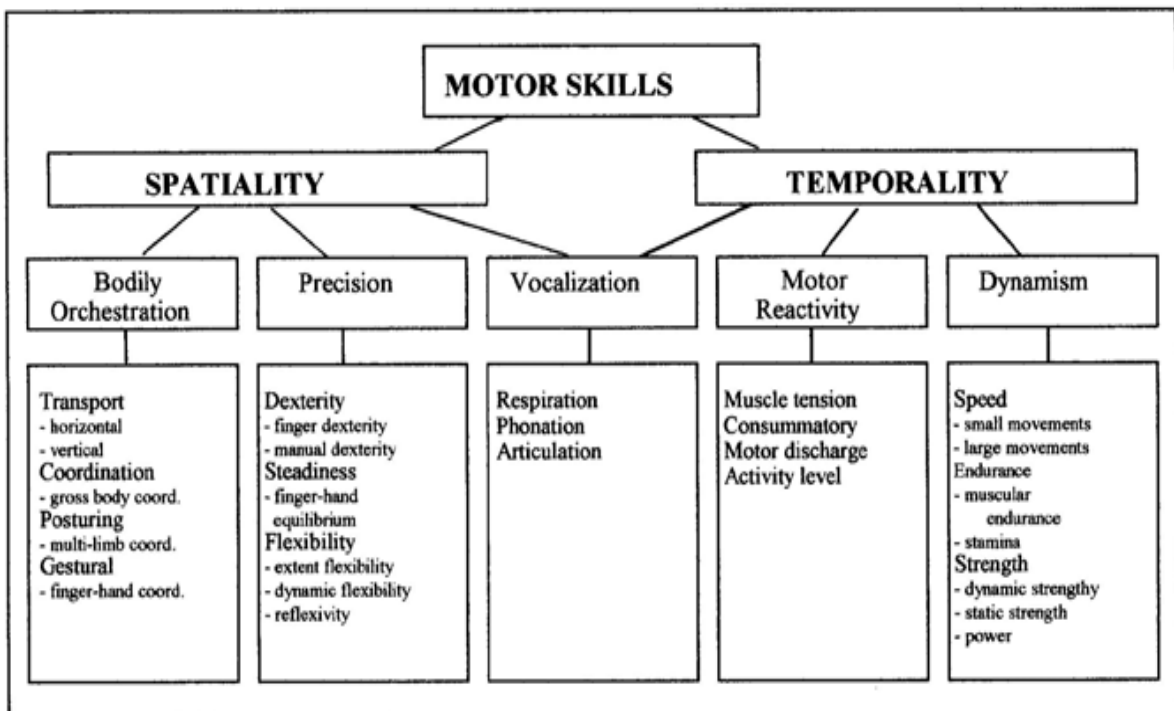 MOTOR SKILLS
SPATIALITY
TEMPORALITY
Bodily
Orchestration
Precision
Vocalization
Motor
Reactivity
Dynamism
Transport
- horizontal
- vertical
Coordination
- gross body coord.
Posturing
- multi-limb coord.
Gestural
- finger-hand coord.
Dexterity
- finger dexterity
- manual dexterity
Steadiness
- finger-hand
equilibrium
Flexibility
- extent flexibility
- dynamic flexibility
- reflexivity
Respiration
Phonation
Articulation
Muscle tension
Consummatory
Motor discharge
Activity level
Speed
- small movements
- large movements
Endurance
- muscular
endurance
- stamina
Strength
- dynamic strengthy
- static strength
- power